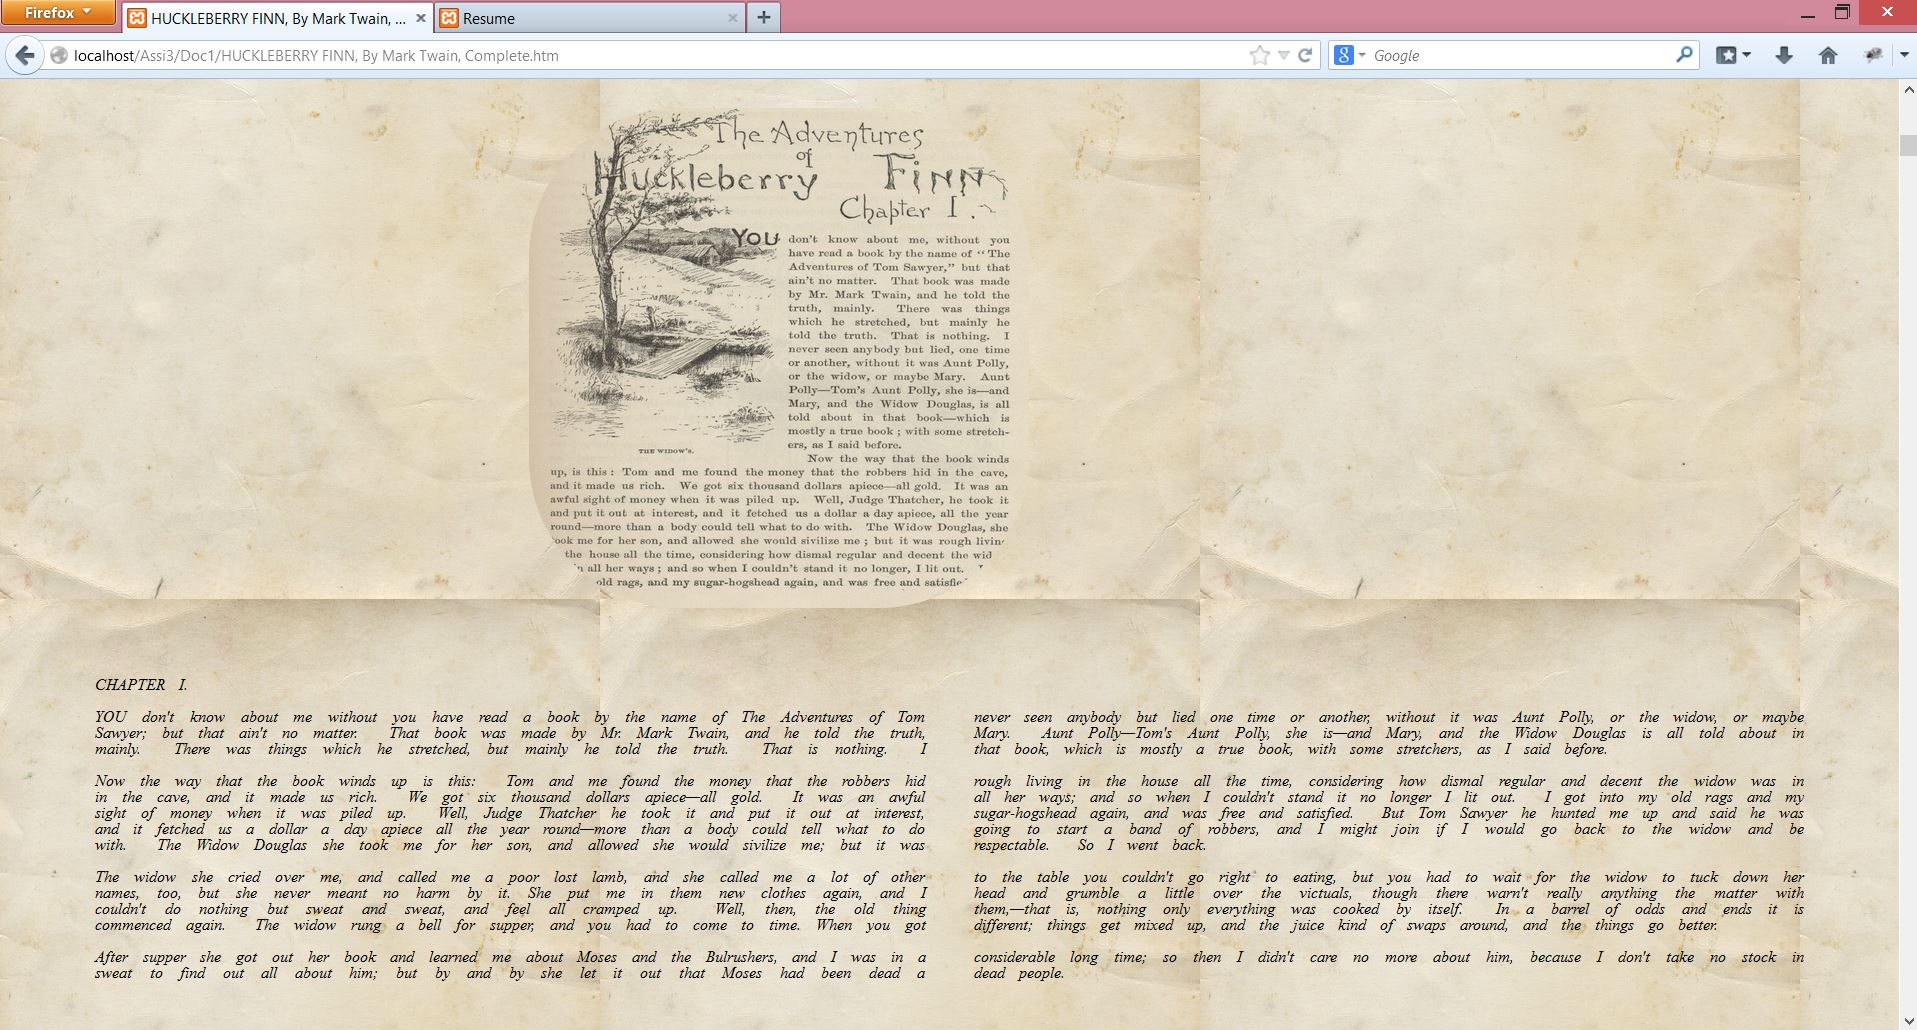 Firefox
HUCKLEBERRY FINN, By Mark Twain, ...
Resume
localhost/Assi3/Doc1/HUCKLEBERRY FINN, By Mark Twain, Complete.htm
Google
The Adventures
of
Huckleberry Finn
Chapter I.
YOU don't know about me, without you
have read a book by the name of "The
Adventures of Tom Sawyer," but that
ain't no matter. That book was made
by Mr. Mark Twain, and he told the
truth, mainly. There was things
which he stretched, but mainly he
told the truth. That is nothing. I
never seen anybody but lied, one time
or another, without it was Aunt Polly,
or the widow, or maybe Mary. Aunt
Polly—Tom's Aunt Polly, she is—and
Mary, and the Widow Douglas, is all
told about in that book—which is
mostly a true book; with some stretch-
ers, as I said before.
THE WIDOW'S.
Now the way that the book winds
up, is this: Tom and me found the money that the robbers hid in the cave,
and it made us rich. We got six thousand dollars apiece—all gold. It was an
awful sight of money when it was piled up. Well, Judge Thatcher, he took it
and put it out at interest, and it fetched us a dollar a day apiece, all the year
round—more than a body could tell what to do with. The Widow Douglas, she
ook me for her son, and allowed she would sivilize me; but it was rough livin
the house all the time, considering how dismal regular and decent the wid
n all her ways; and so when I couldn't stand it no longer, I lit out.
old rags, and my sugar-hogshead again, and was free and satisfie
CHAPTER I.
YOU don't know about me without you have read a book by the name of The Adventures of Tom
Sawyer; but that ain't no matter. That book was made by Mr. Mark Twain, and he told the truth,
mainly. There was things which he stretched, but mainly he told the truth. That is nothing. I
never seen anybody but lied one time or another, without it was Aunt Polly, or the widow, or maybe
Mary. Aunt Polly—Tom's Aunt Polly, she is—and Mary, and the Widow Douglas is all told about in
that book, which is mostly a true book, with some stretchers, as I said before.
Now the way that the book winds up is this: Tom and me found the money that the robbers hid
in the cave, and it made us rich. We got six thousand dollars apiece—all gold. It was an awful
sight of money when it was piled up. Well, Judge Thatcher he took it and put it out at interest,
and it fetched us a dollar a day apiece all the year round—more than a body could tell what to do
with. The Widow Douglas she took me for her son, and allowed she would sivilize me; but it was
rough living in the house all the time, considering how dismal regular and decent the widow was in
all her ways; and so when I couldn't stand it no longer I lit out. I got into my old rags and my
sugar-hogshead again, and was free and satisfied. But Tom Sawyer he hunted me up and said he was
going to start a band of robbers, and I might join if I would go back to the widow and be
respectable. So I went back.
The widow she cried over me, and called me a poor lost lamb, and she called me a lot of other
names, too, but she never meant no harm by it. She put me in them new clothes again, and I
couldn't do nothing but sweat and sweat, and feel all cramped up. Well, then, the old thing
commenced again. The widow rung a bell for supper, and you had to come to time. When you got
to the table you couldn't go right to eating, but you had to wait for the widow to tuck down her
head and grumble a little over the victuals, though there warn't really anything the matter with
them,—that is, nothing only everything was cooked by itself. In a barrel of odds and ends it is
different; things get mixed up, and the juice kind of swaps around, and the things go better.
After supper she got out her book and learned me about Moses and the Bulrushers, and I was in a
sweat to find out all about him; but by and by she let it out that Moses had been dead a
considerable long time; so then I didn't care no more about him, because I don't take no stock in
dead people.